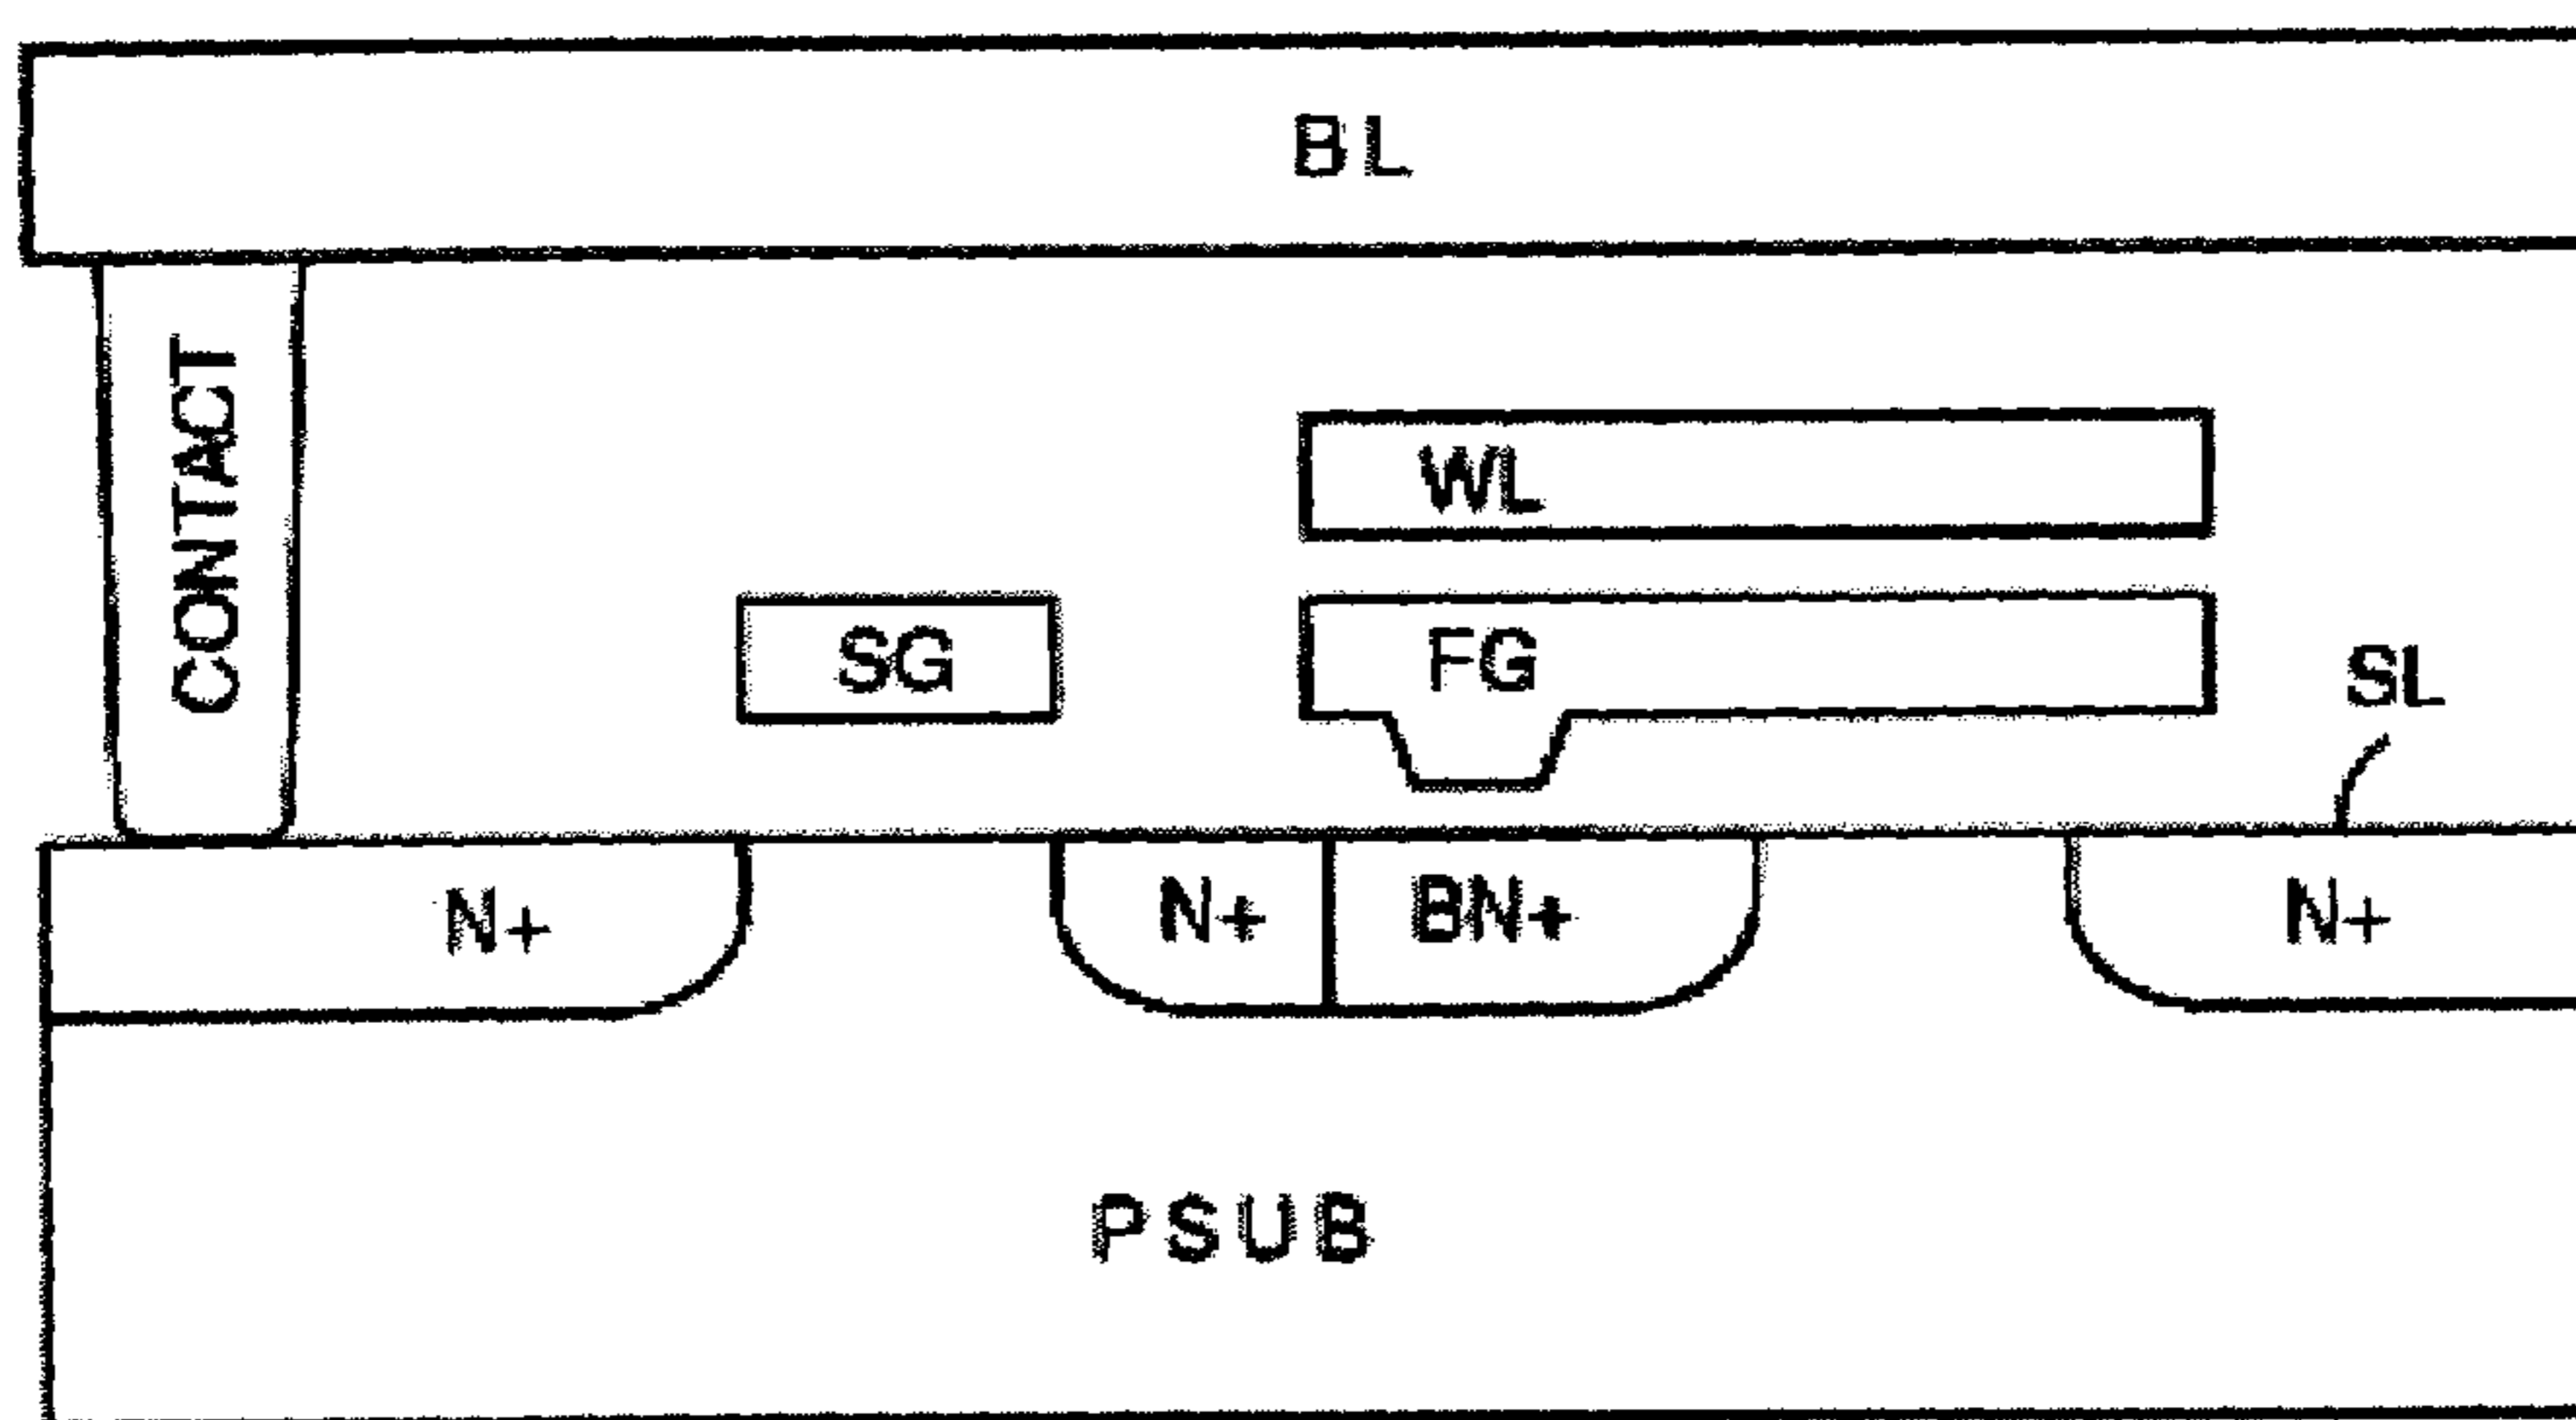 BL
CONTACT
WL
SG
FG
SL
N+
N+
BN+
N+
PSUB